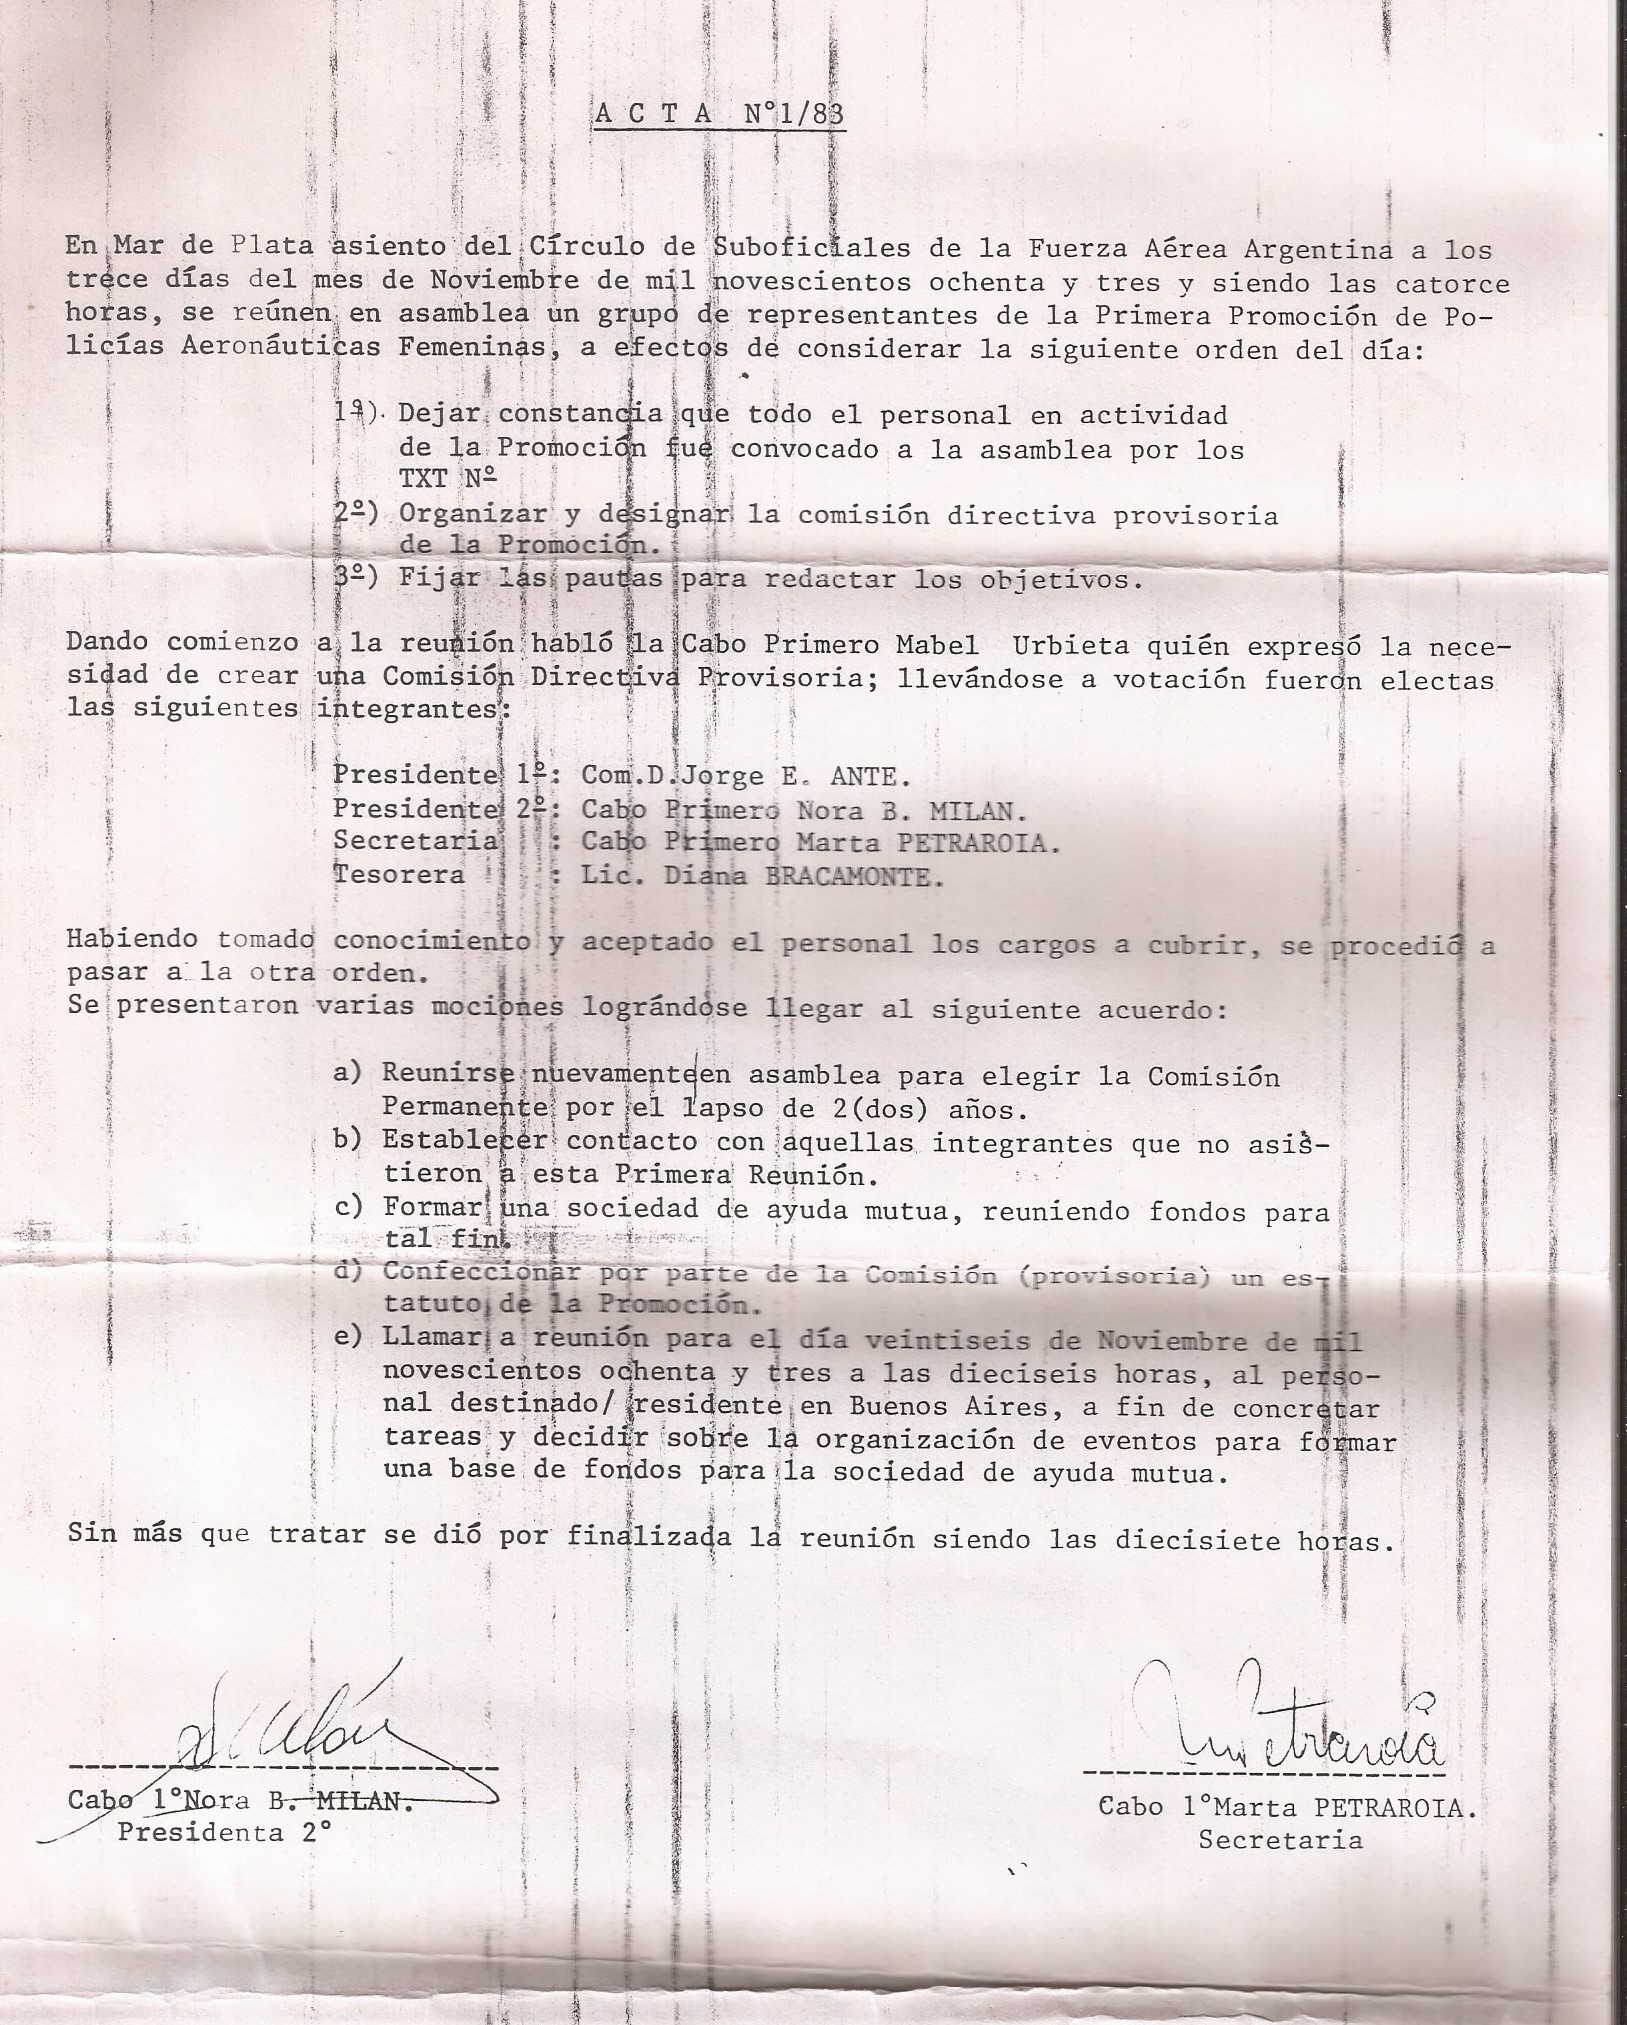 A C T A N°1/83
En Mar de Plata asiento del Círculo de Suboficiales de la Fuerza Aérea Argentina a los
trece días del mes de Noviembre de mil novescientos ochenta y tres y siendo las catorce
horas, se reúnen en asamblea un grupo de representantes de la Primera Promoción de Po-
licías Aeronáuticas Femeninas, a efectos de considerar la siguiente orden del día:
1º) Dejar constancia que todo el personal en actividad
de la Promoción fué convocado a la asamblea por los
TXT Nº
2º) Organizar y designar la comisión directiva provisoria
de la Promoción.
3º) Fijar las pautas para redactar los objetivos.
Dando comienzo a la reunión habló la Cabo Primero Mabel Urbieta quién expresó la nece-
sidad de crear una Comisión Directiva Provisoria; llevándose a votación fueron electas
las siguientes integrantes:
Presidente 1º: Com.D.Jorge E. ANTE.
Presidente 2º: Cabo Primero Nora B. MILAN.
Secretaria : Cabo Primero Marta PETRAROIA.
Tesorera : Lic. Diana BRACAMONTE.
Habiendo tomado conocimiento y aceptado el personal los cargos a cubrir, se procedió a
pasar a la otra orden.
Se presentaron varias mociones lográndose llegar al siguiente acuerdo:
a) Reunirse nuevamente/en asamblea para elegir la Comisión
Permanente por el lapso de 2(dos) años.
b) Establecer contacto con aquellas integrantes que no asis-
tieron a esta Primera Reunión.
c) Formar una sociedad de ayuda mutua, reuniendo fondos para
tal fin.
d) Confeccionar por parte de la Comisión (provisoria) un es-
tatuto de la Promoción.
e) Llamar a reunión para el día veintiseis de Noviembre de mil
novescientos ochenta y tres a las dieciseis horas, al perso-
nal destinado/ residente en Buenos Aires, a fin de concretar
tareas y decidir sobre la organización de eventos para formar
una base de fondos para la sociedad de ayuda mutua.
Sin más que tratar se dió por finalizada la reunión siendo las diecisiete horas.
Petraroia
Cabo 1°Nora B. MILAN.
Presidenta 2°
Cabo 1°Marta PETRAROIA.
Secretaria